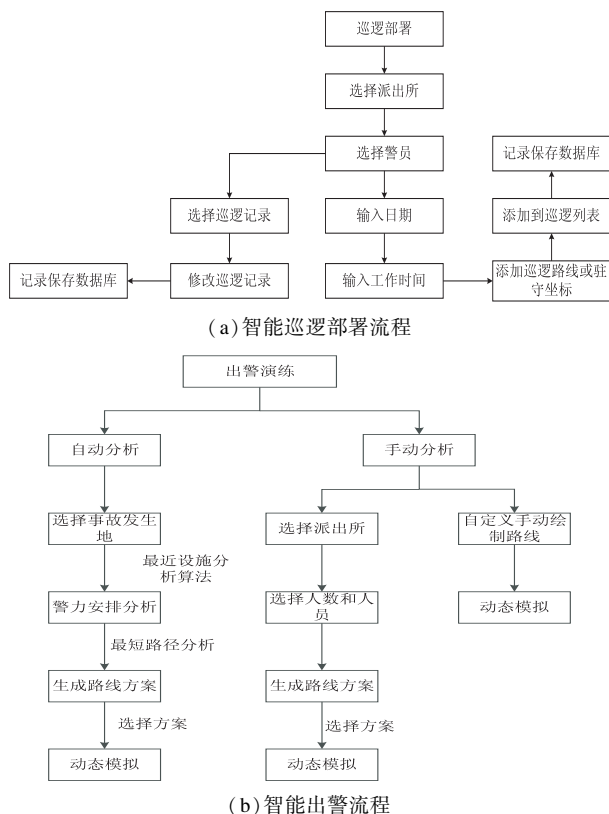 巡逻部署
选择派出所
选择警员
记录保存数据库
选择巡逻记录
输入日期
添加到巡逻列表
记录保存数据库
修改巡逻记录
输入工作时间
添加巡逻路线或驻
守坐标
(a)智能巡逻部署流程
出警演练
自动分析
手动分析
选择事故发生
地
选择派出所
自定义手动绘
制路线
最近设施分
析算法
警力安排分析
选择人数和人
员
动态模拟
最短路径分析
生成路线方案
生成路线方案
选择方案
选择方案
动态模拟
动态模拟
(b)智能出警流程